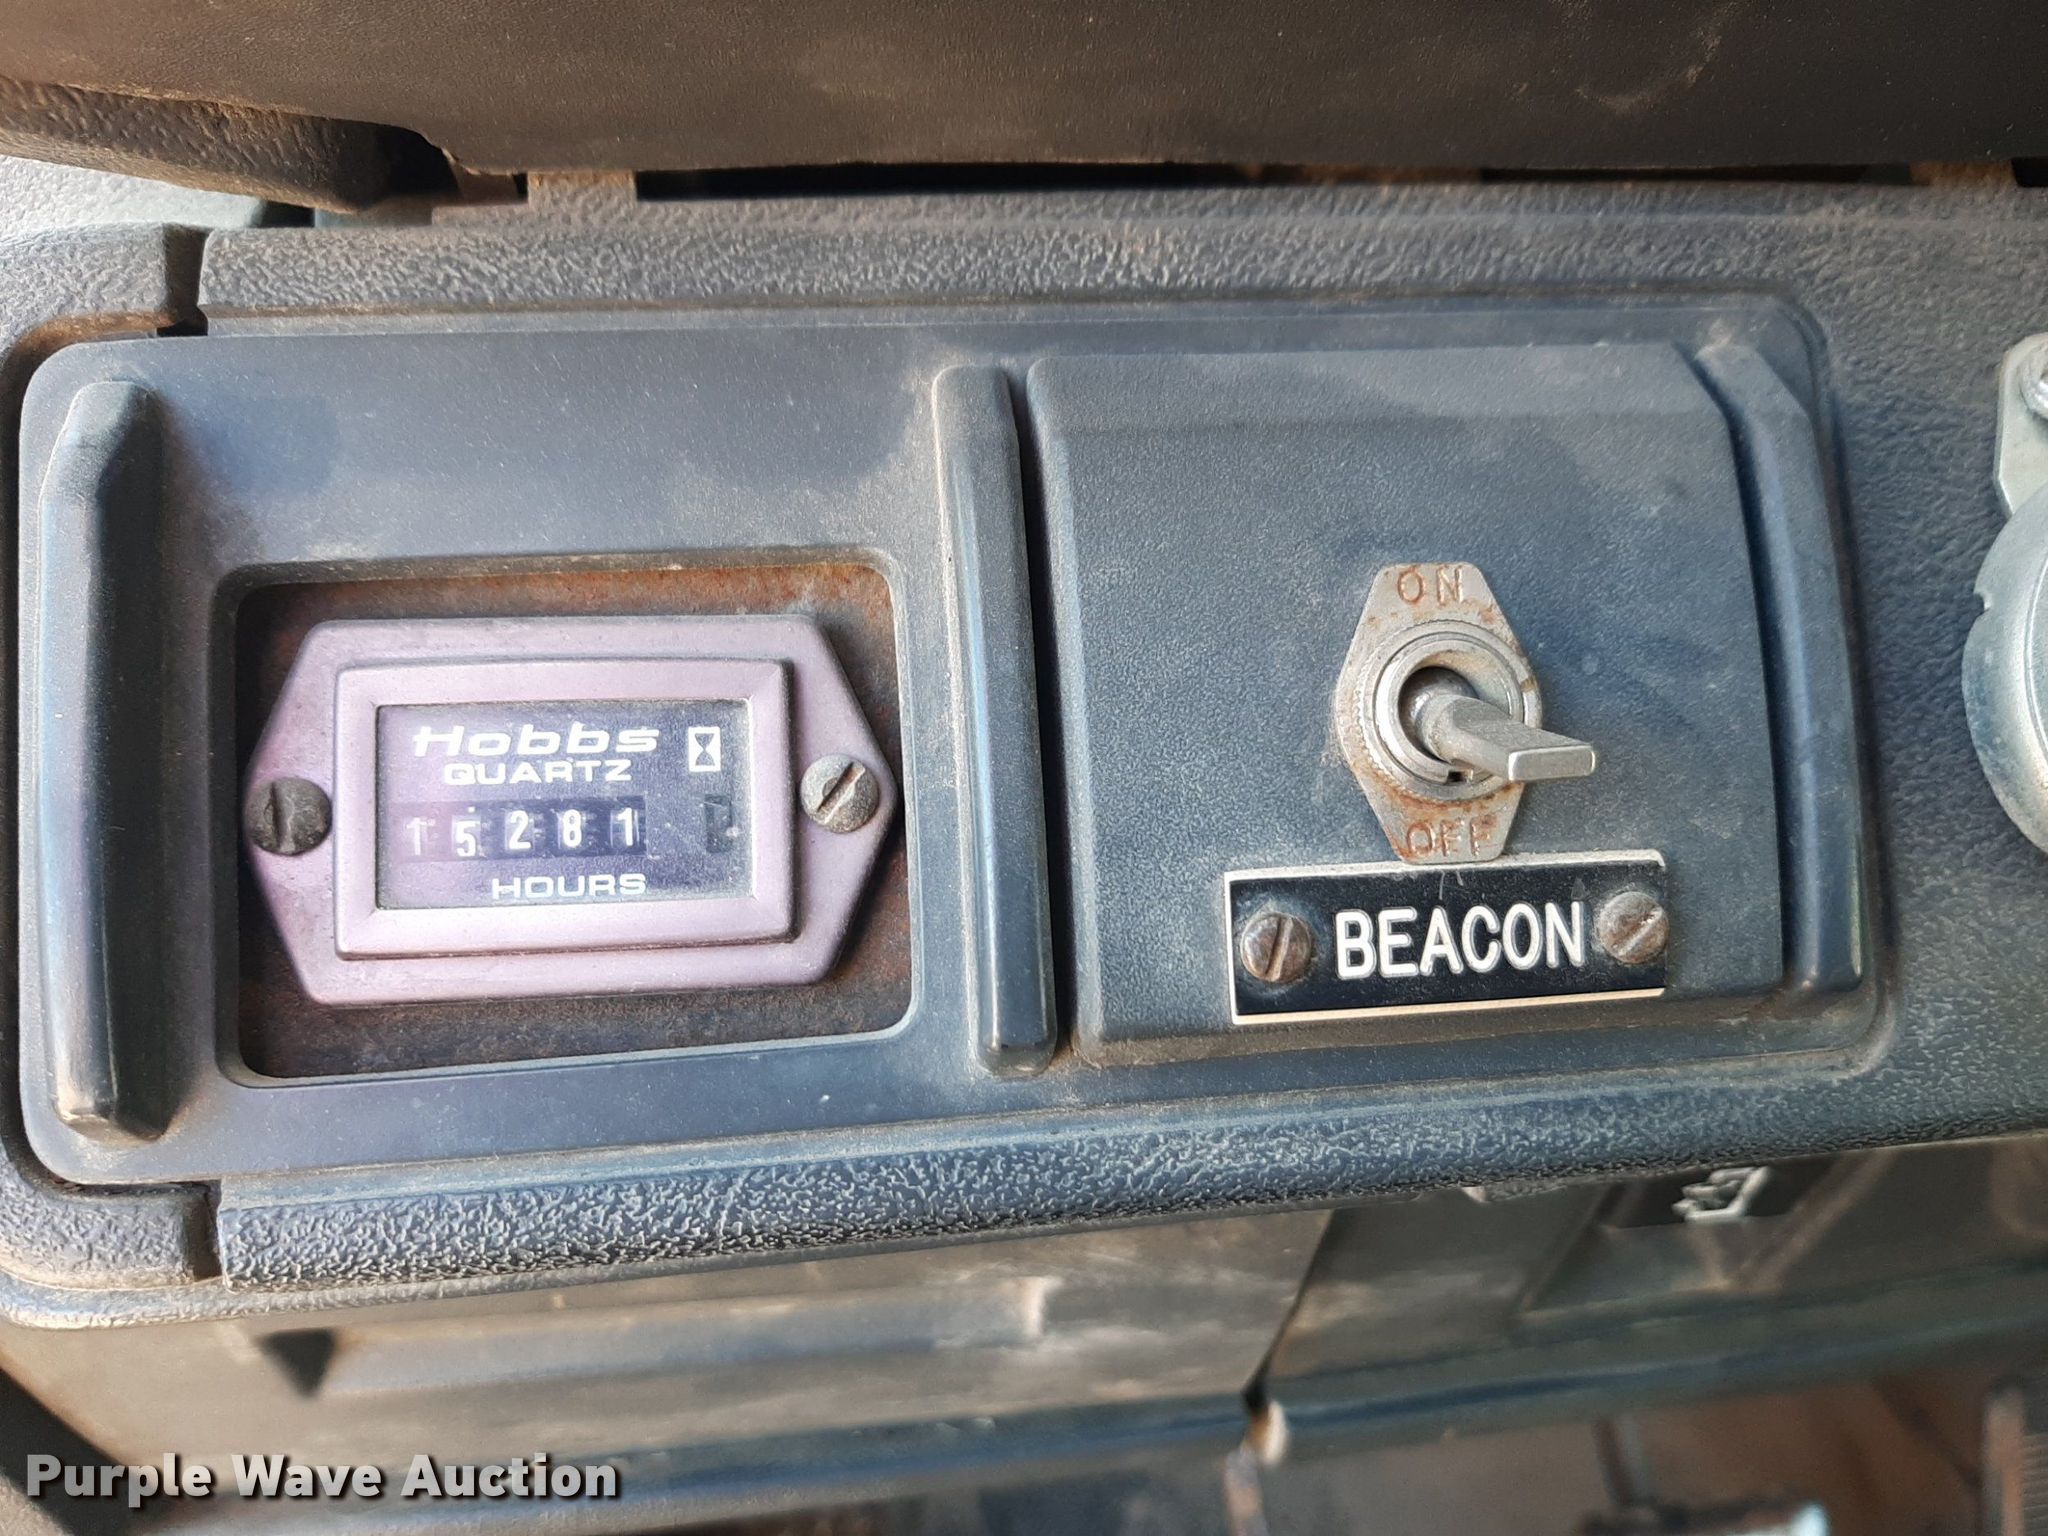 Hobbs
QUARTZ
15281
HOURS
ON
OFF
BEACON
Purple Wave Auction